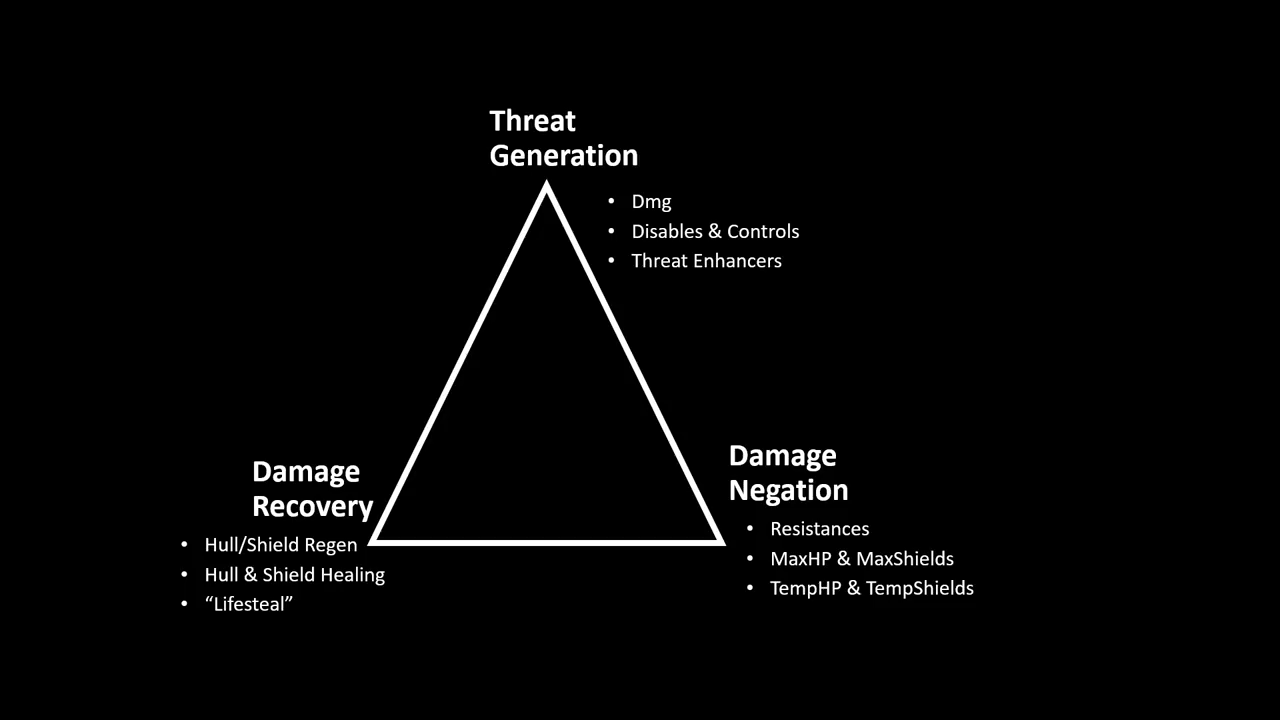 Threat
Generation
• Dmg
• Disables & Controls
• Threat Enhancers
Damage
Recovery
• Hull/Shield Regen
• Hull & Shield Healing
• “Lifesteal”
Damage
Negation
• Resistances
• MaxHP & MaxShields
• TempHP & TempShields